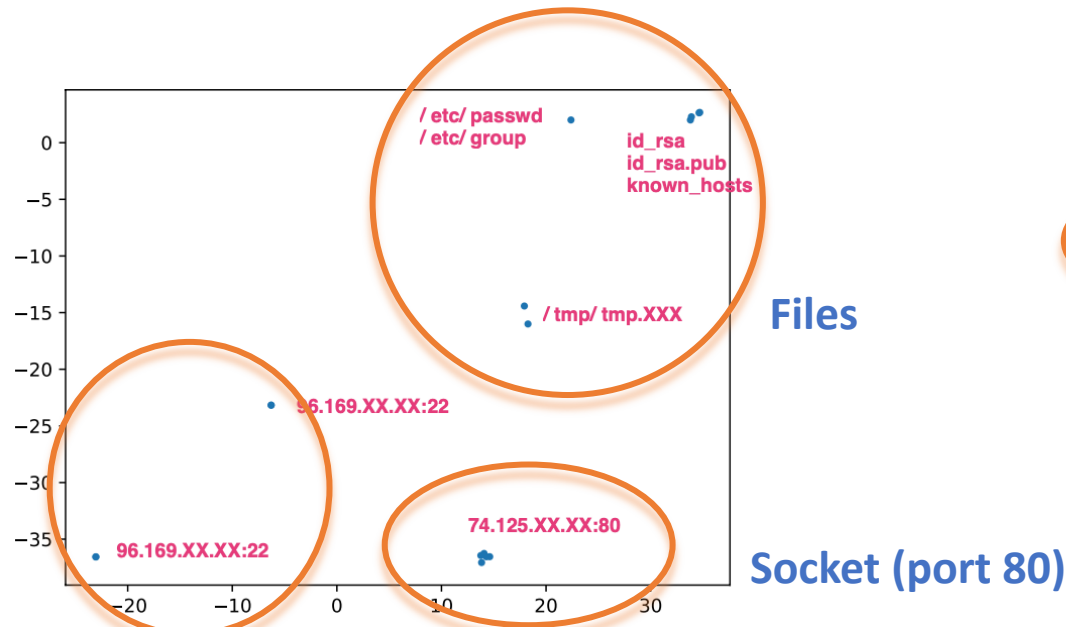 0
−5
−10
−15
−20
−25
−30
−35
−20
−10
0
10
20
30
/ etc/ passwd
/ etc/ group
id_rsa
id_rsa.pub
known_hosts
/ tmp/ tmp.XXX
Files
96.169.XX.XX:22
96.169.XX.XX:22
74.125.XX.XX:80
Socket (port 80)